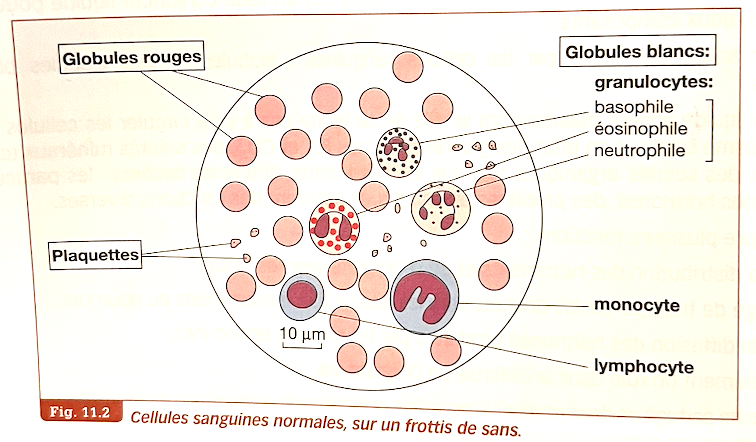 Globules rouges
Globules blancs:
granulocytes:
basophile
éosinophile
neutrophile
Plaquettes
monocyte
10 µm
lymphocyte
Fig. 11.2 Cellules sanguines normales, sur un frottis de sans.